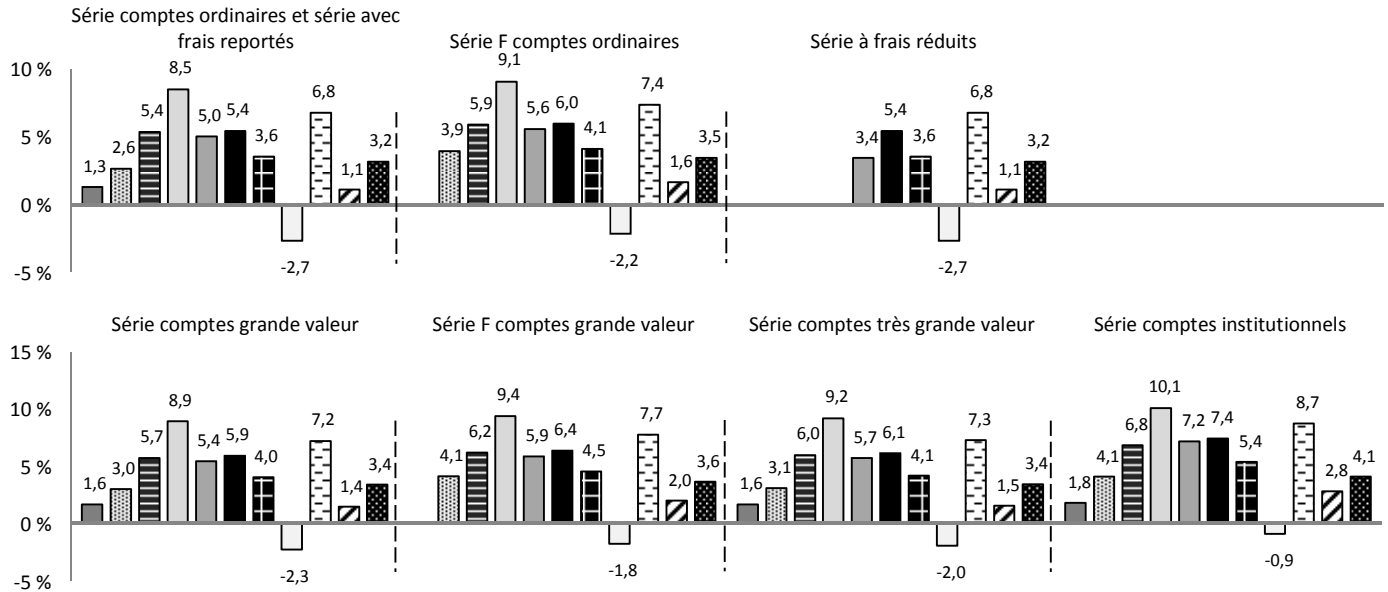 Série comptes ordinaires et série avec
frais reportés
Série F comptes ordinaires
Série à frais réduits
10 %
5 %
0 %
-5 %
1,3 2,6 5,4 8,5 5,0 5,4 3,6 -2,7 6,8 1,1 3,2
3,9 5,9 9,1 5,6 6,0 4,1 -2,2 7,4 1,6 3,5
3,4 5,4 3,6 -2,7 6,8 1,1 3,2
Série comptes grande valeur
Série F comptes grande valeur
Série comptes très grande valeur
Série comptes institutionnels
15 %
10 %
5 %
0 %
-5 %
1,6 3,0 5,7 8,9 5,4 5,9 4,0 -2,3 7,2 1,4 3,4
4,1 6,2 9,4 5,9 6,4 4,5 -1,8 7,7 2,0 3,6
1,6 3,1 6,0 9,2 5,7 6,1 4,1 -2,0 7,3 1,5 3,4
1,8 4,1 6,8 10,1 7,2 7,4 5,4 -0,9 8,7 2,8 4,1